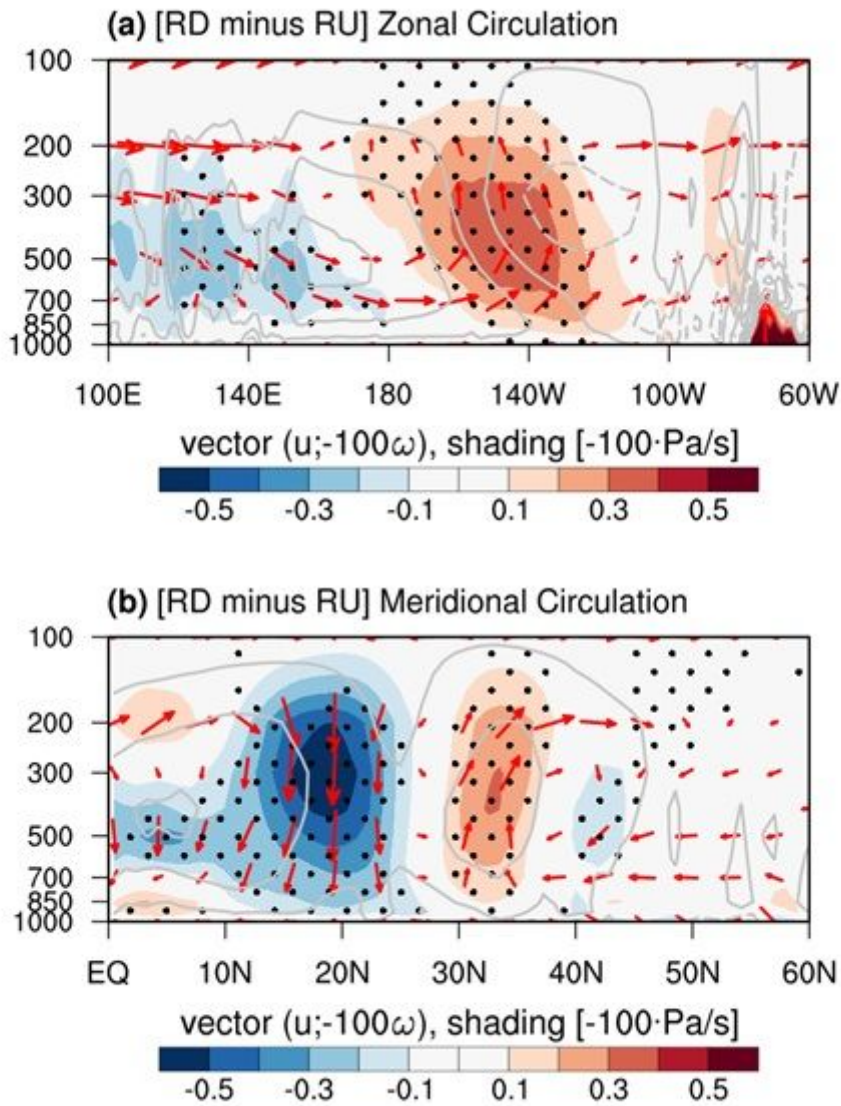 (a) [RD minus RU] Zonal Circulation
100
200
300
500
700
850
1000
100E 140E 180 140W 100W 60W
vector (u;-100ω), shading [-100·Pa/s]
-0.5 -0.3 -0.1 0.1 0.3 0.5
(b) [RD minus RU] Meridional Circulation
100
200
300
500
700
850
1000
EQ 10N 20N 30N 40N 50N 60N
vector (u;-100ω), shading [-100·Pa/s]
-0.5 -0.3 -0.1 0.1 0.3 0.5